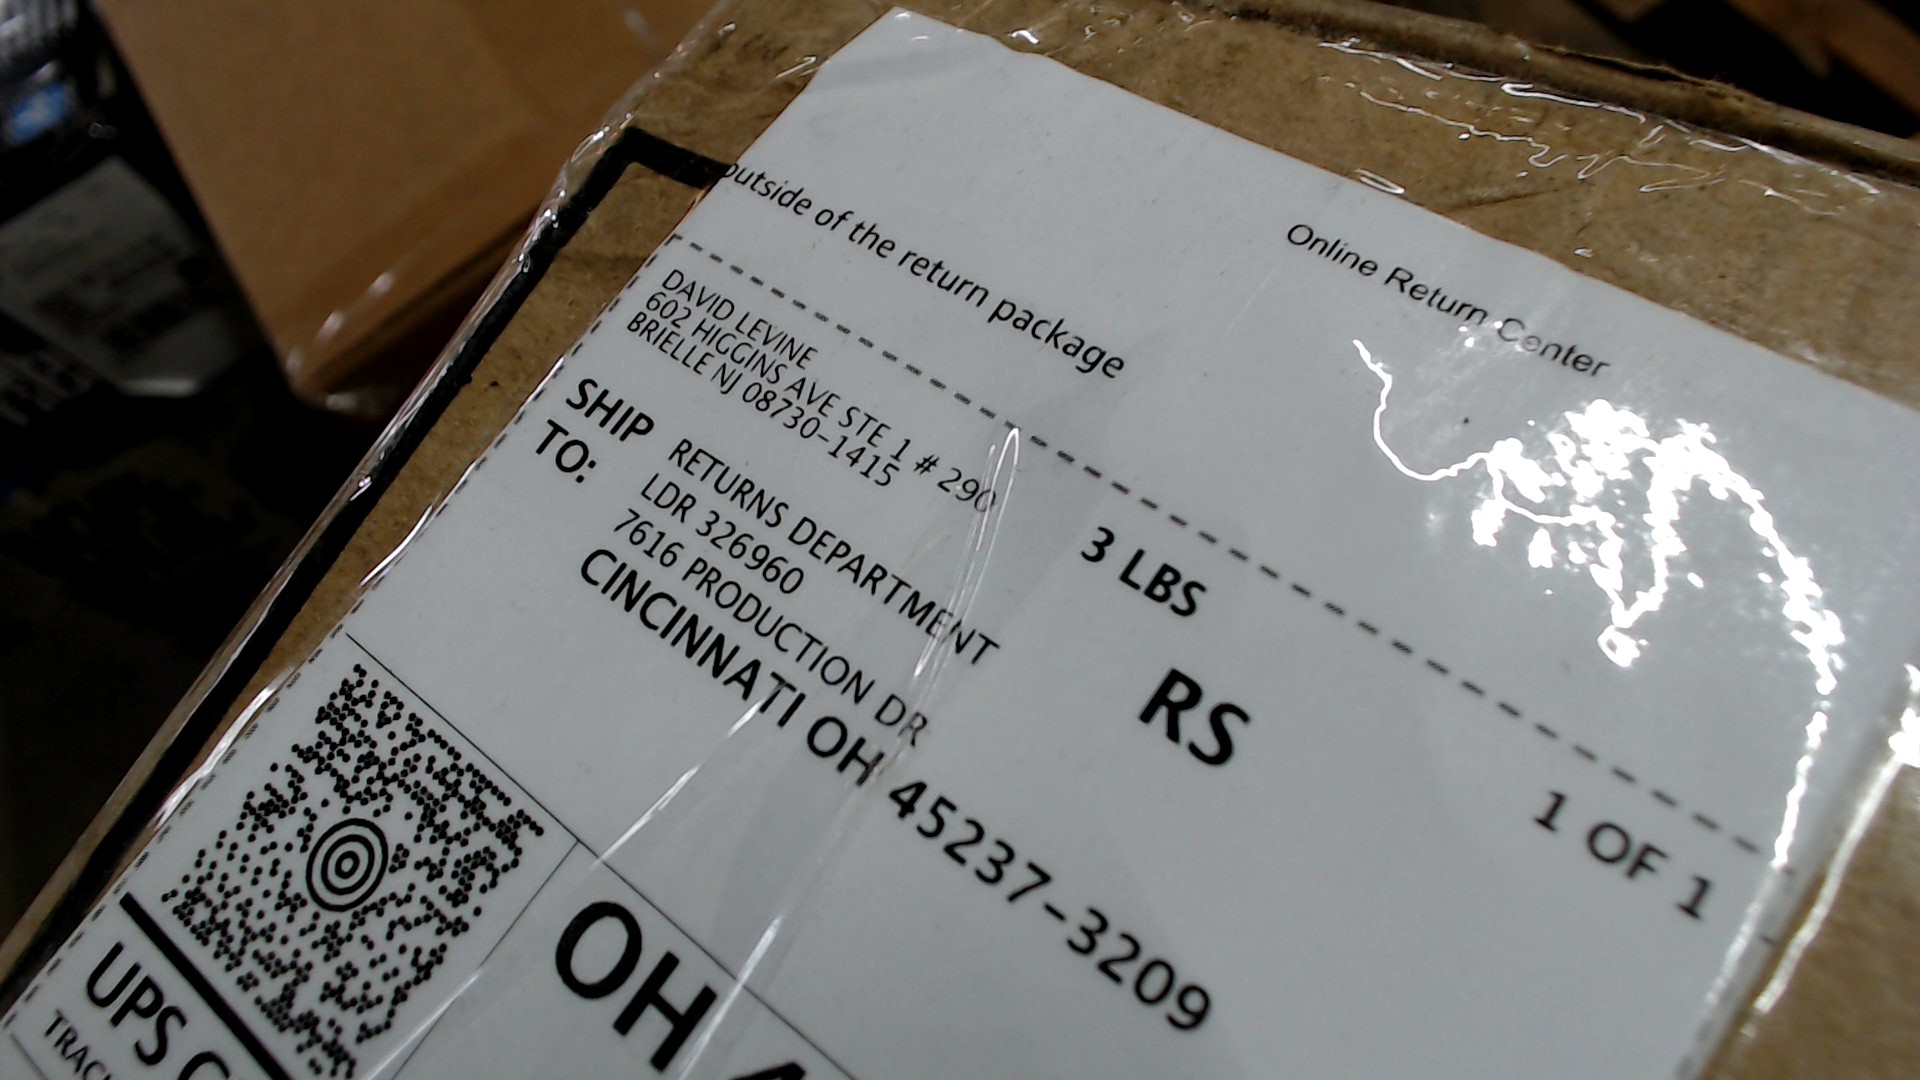 Online Return Center
outside of the return package
DAVID LEVINE
602 HIGGINS AVE STE 1 # 290
BRIELLE NJ 08730-1415
3 LBS
1 OF 1
RS
SHIP
TO:
RETURNS DEPARTMENT
LDR 326960
7616 PRODUCTION DR
CINCINNATI OH 45237-3209
OH
UPS